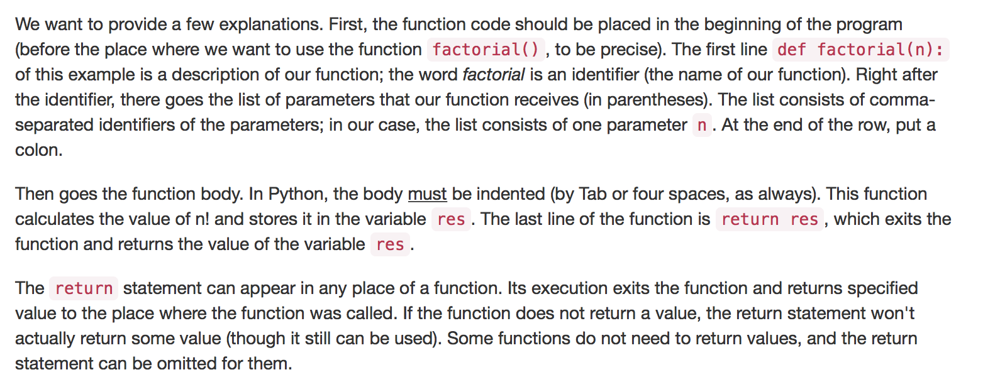 We want to provide a few explanations. First, the function code should be placed in the beginning of the program
(before the place where we want to use the function factorial() , to be precise). The first line def factorial(n):
of this example is a description of our function; the word factorial is an identifier (the name of our function). Right after
the identifier, there goes the list of parameters that our function receives (in parentheses). The list consists of comma-
separated identifiers of the parameters; in our case, the list consists of one parameter n . At the end of the row, put a
colon.
Then goes the function body. In Python, the body must be indented (by Tab or four spaces, as always). This function
calculates the value of n! and stores it in the variable res . The last line of the function is return res , which exits the
function and returns the value of the variable res .
The return statement can appear in any place of a function. Its execution exits the function and returns specified
value to the place where the function was called. If the function does not return a value, the return statement won't
actually return some value (though it still can be used). Some functions do not need to return values, and the return
statement can be omitted for them.